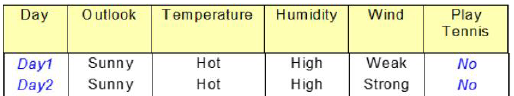 Day Outlook Temperature Humidity Wind Play Tennis
Day1 Sunny Hot High Weak No
Day2 Sunny Hot High Strong No